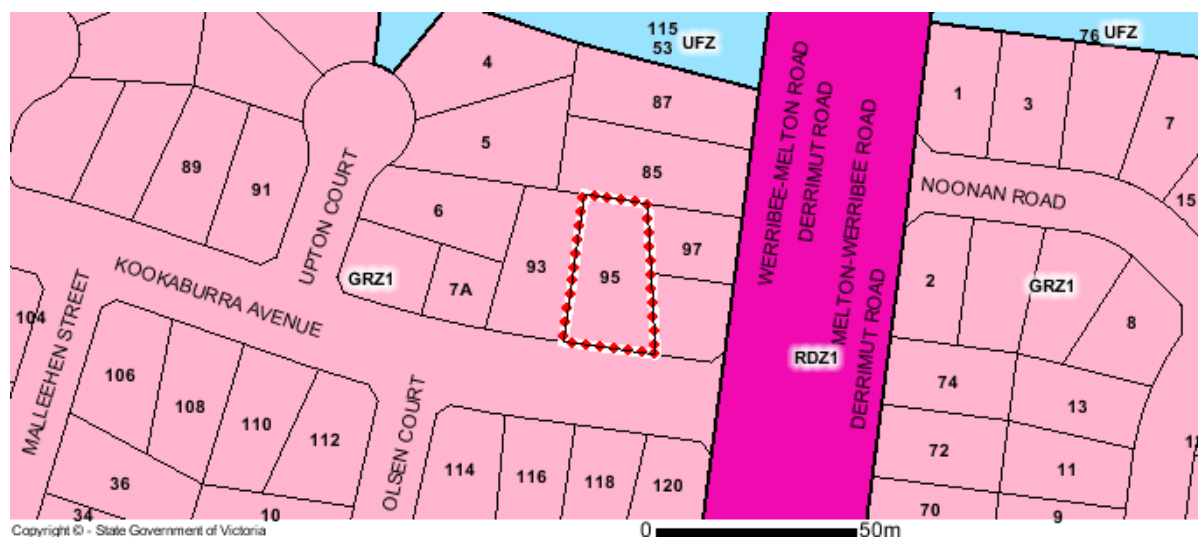 115
53
UFZ
76
UFZ
4
87
1
3
7
5
85
89
91
15
NOONAN ROAD
UPTON COURT
6
93
95
97
WERRIBEE-MELTON ROAD
DERRIMUT ROAD
MELTON-WERRIBEE ROAD
DERRIMUT ROAD
GRZ1
7A
2
GRZ1
8
KOOKABURRA AVENUE
104
MALLEEHEN STREET
RDZ1
106
108
110
112
74
13
OLSEN COURT
114
116
118
120
72
11
36
34
10
70
9
Copyright © - State Government of Victoria
0
50m